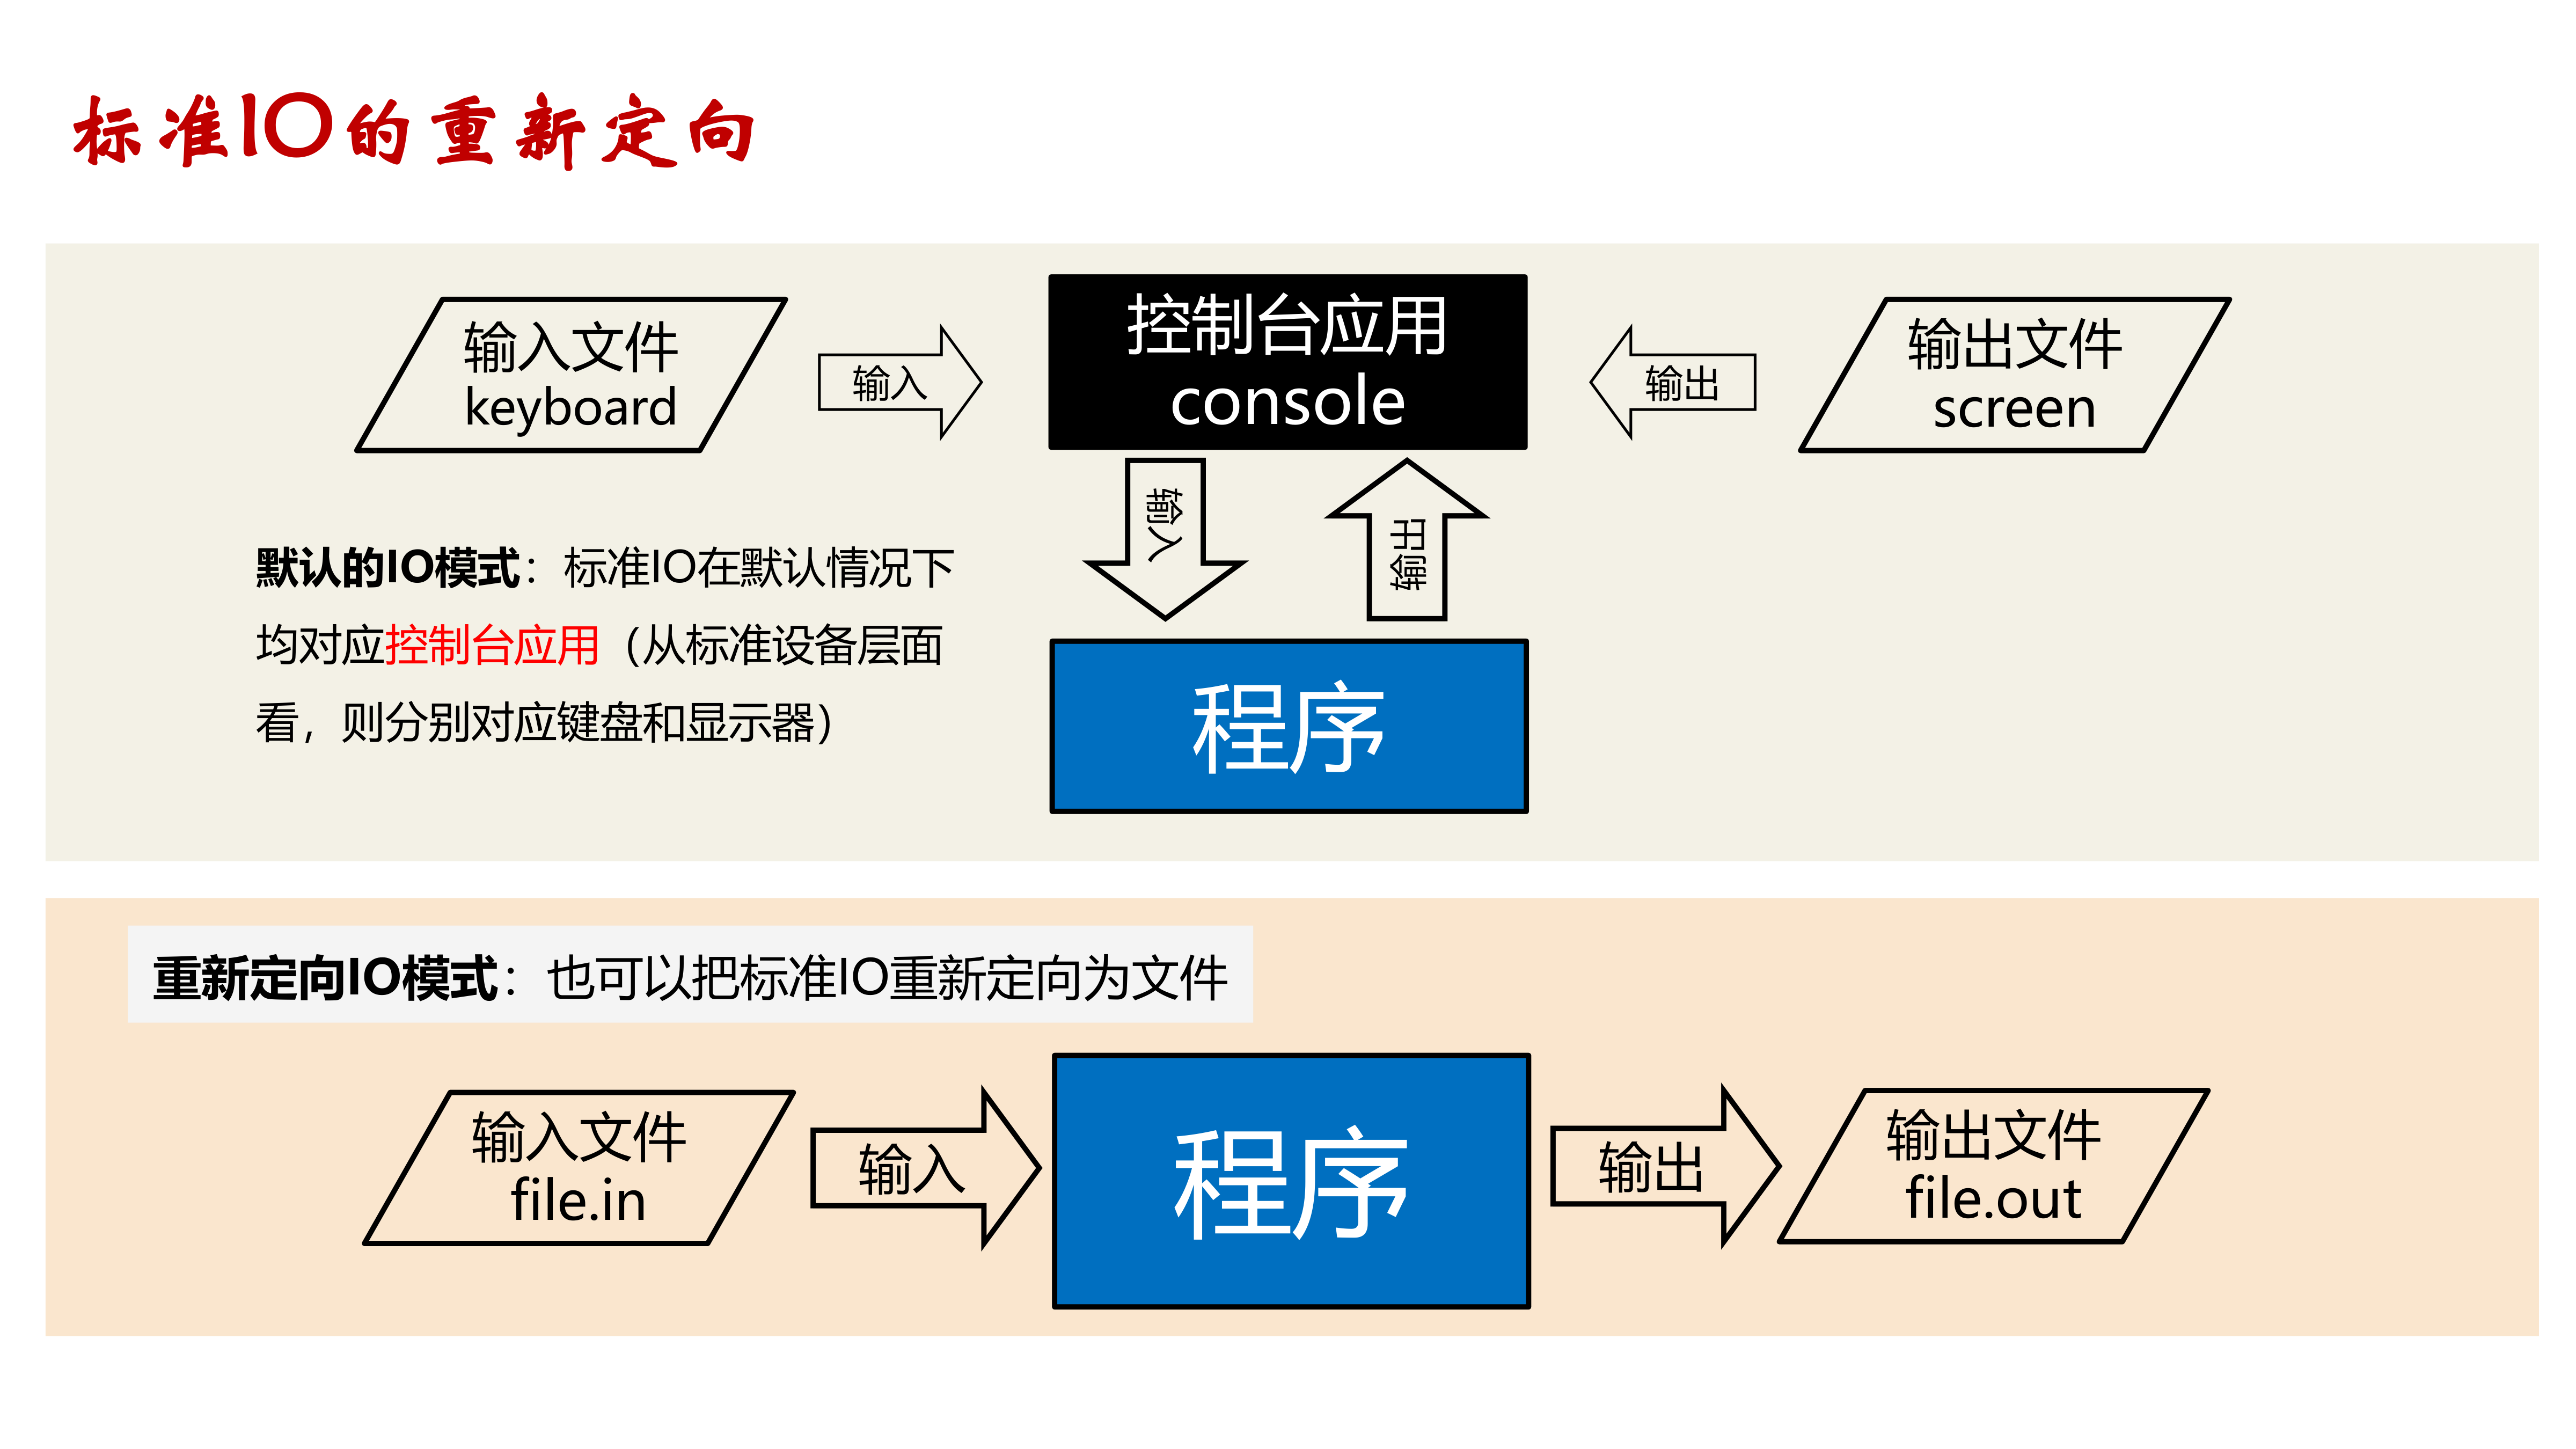 标准IO的重新定向
输入文件
keyboard
输入
控制台应用
console
输出
输出文件
screen
输入
输出
默认的IO模式：标准IO在默认情况下
均对应控制台应用（从标准设备层面
看，则分别对应键盘和显示器）
程序
重新定向IO模式：也可以把标准IO重新定向为文件
输入文件
file.in
输入
程序
输出
输出文件
file.out